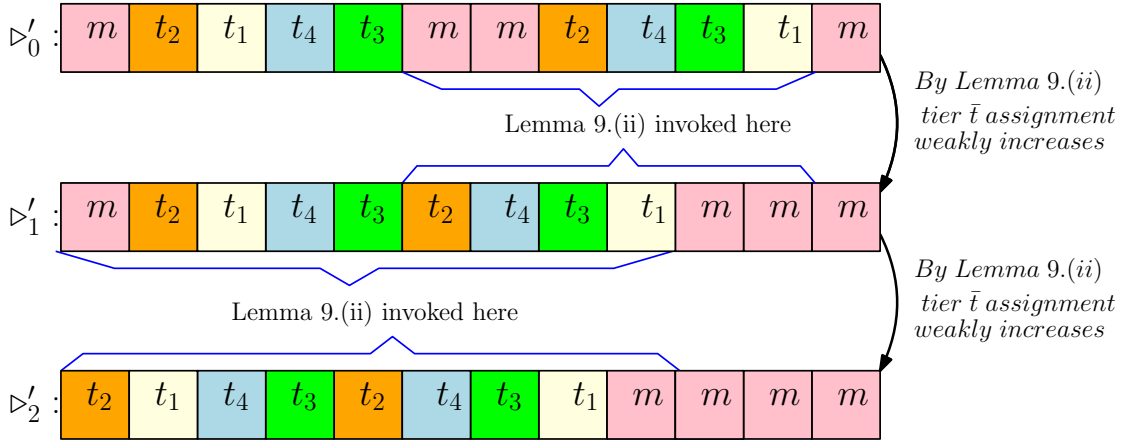 ▷′₀ : m t₂ t₁ t₄ t₃ m m t₂ t₄ t₃ t₁ m
By Lemma 9.(ii)
tier t̄ assignment
weakly increases
Lemma 9.(ii) invoked here
▷′₁ : m t₂ t₁ t₄ t₃ t₂ t₄ t₃ t₁ m m m
By Lemma 9.(ii)
tier t̄ assignment
weakly increases
Lemma 9.(ii) invoked here
▷′₂ : t₂ t₁ t₄ t₃ t₂ t₄ t₃ t₁ m m m m